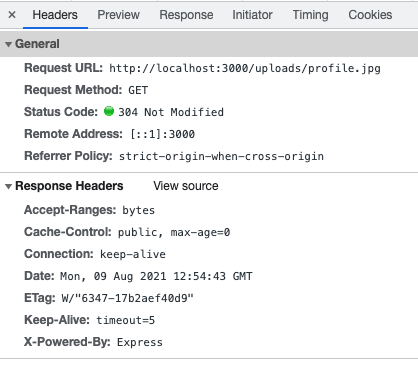 × Headers Preview Response Initiator Timing Cookies
▼ General
Request URL: http://localhost:3000/uploads/profile.jpg
Request Method: GET
Status Code: 304 Not Modified
Remote Address: [::1]:3000
Referrer Policy: strict-origin-when-cross-origin
▼ Response Headers View source
Accept-Ranges: bytes
Cache-Control: public, max-age=0
Connection: keep-alive
Date: Mon, 09 Aug 2021 12:54:43 GMT
ETag: W/"6347-17b2aef40d9"
Keep-Alive: timeout=5
X-Powered-By: Express